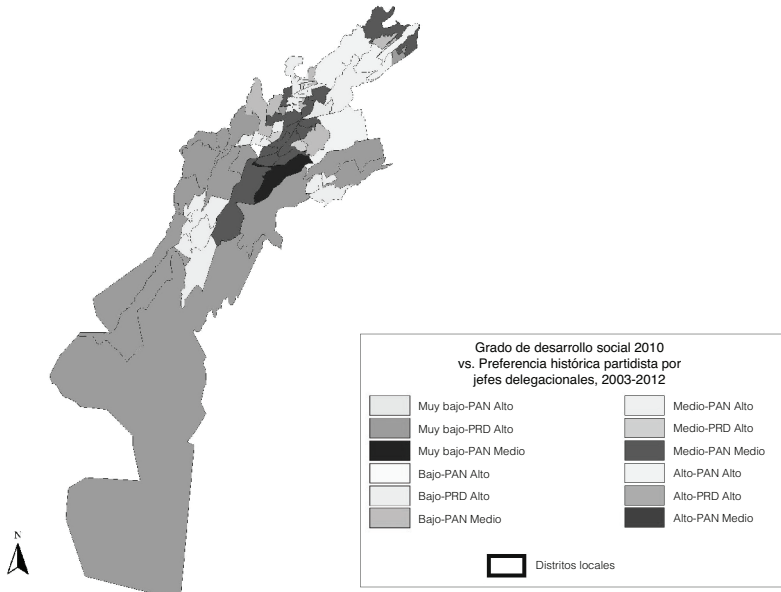 Grado de desarrollo social 2010
vs. Preferencia histórica partidista por
jefes delegacionales, 2003-2012
Muy bajo-PAN Alto
Muy bajo-PRD Alto
Muy bajo-PAN Medio
Bajo-PAN Alto
Bajo-PRD Alto
Bajo-PAN Medio
Medio-PAN Alto
Medio-PRD Alto
Medio-PAN Medio
Alto-PAN Alto
Alto-PRD Alto
Alto-PAN Medio
Distritos locales
N